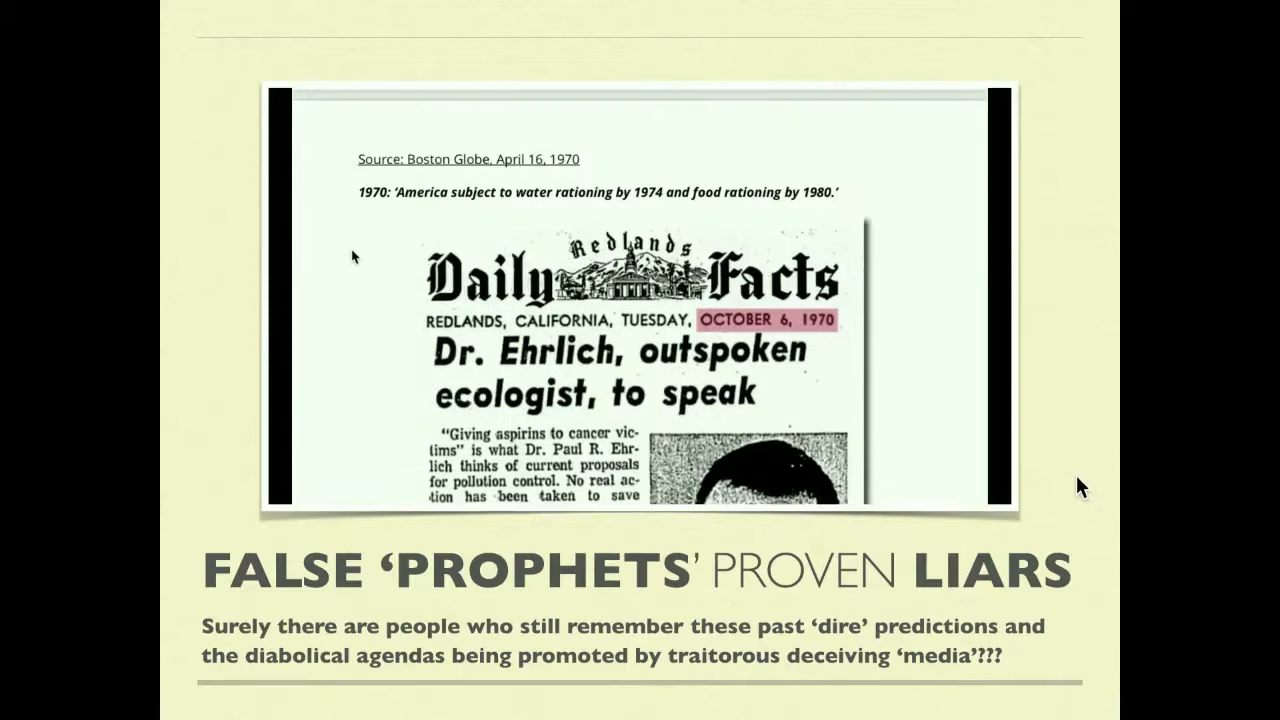 Source: Boston Globe, April 16, 1970
1970: ‘America subject to water rationing by 1974 and food rationing by 1980.’
Redlands
Daily Facts
REDLANDS, CALIFORNIA, TUESDAY, OCTOBER 6, 1970
Dr. Ehrlich, outspoken
ecologist, to speak
“Giving aspirins to cancer vic-
tims” is what Dr. Paul R. Ehr-
lich thinks of current proposals
for pollution control. No real ac-
tion has been taken to save
FALSE ‘PROPHETS’ PROVEN LIARS
Surely there are people who still remember these past ‘dire’ predictions and
the diabolical agendas being promoted by traitorous deceiving ‘media’????